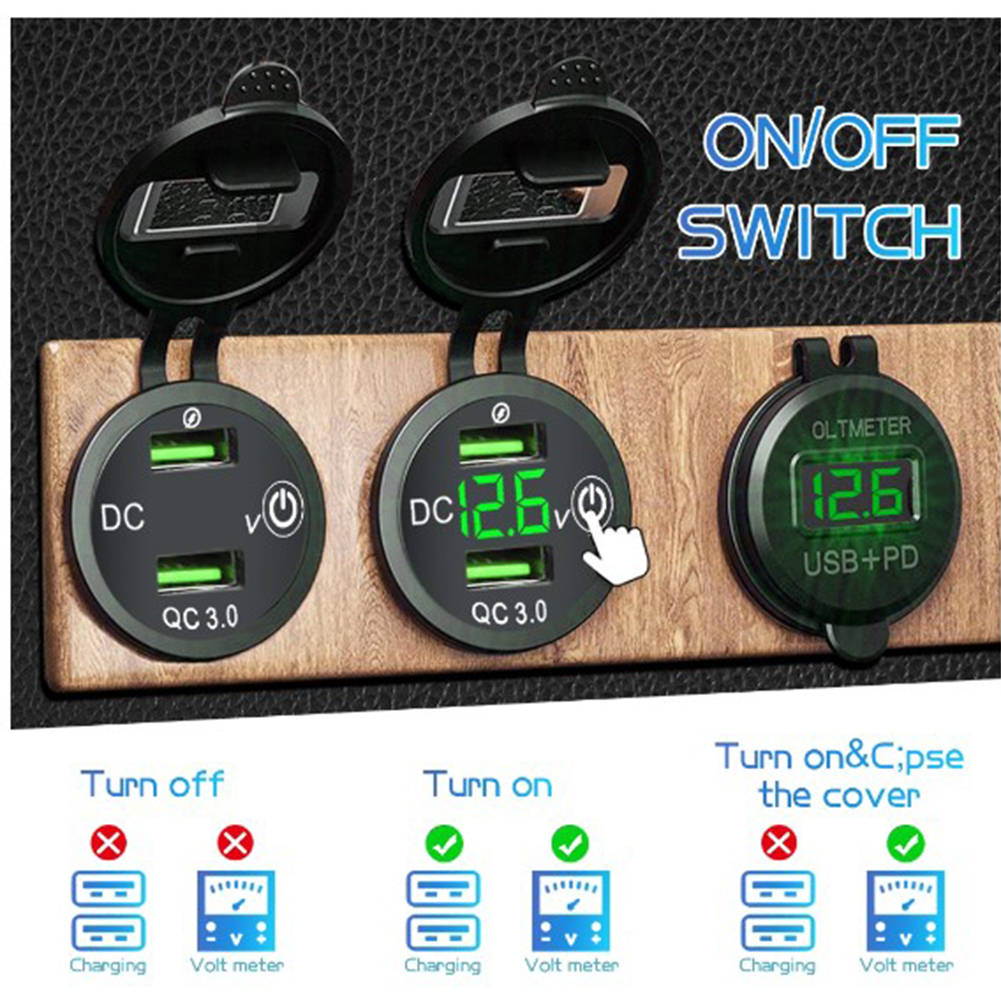 ON/OFF
SWITCH
DC
V
QC 3.0
DC 12.6 V
QC 3.0
OLTMETER
12.6
USB+PD
Turn off
Turn on
Turn on&C;pse
the cover
Charging
Volt meter
Charging
Volt meter
Charging
Volt meter
V
V
V